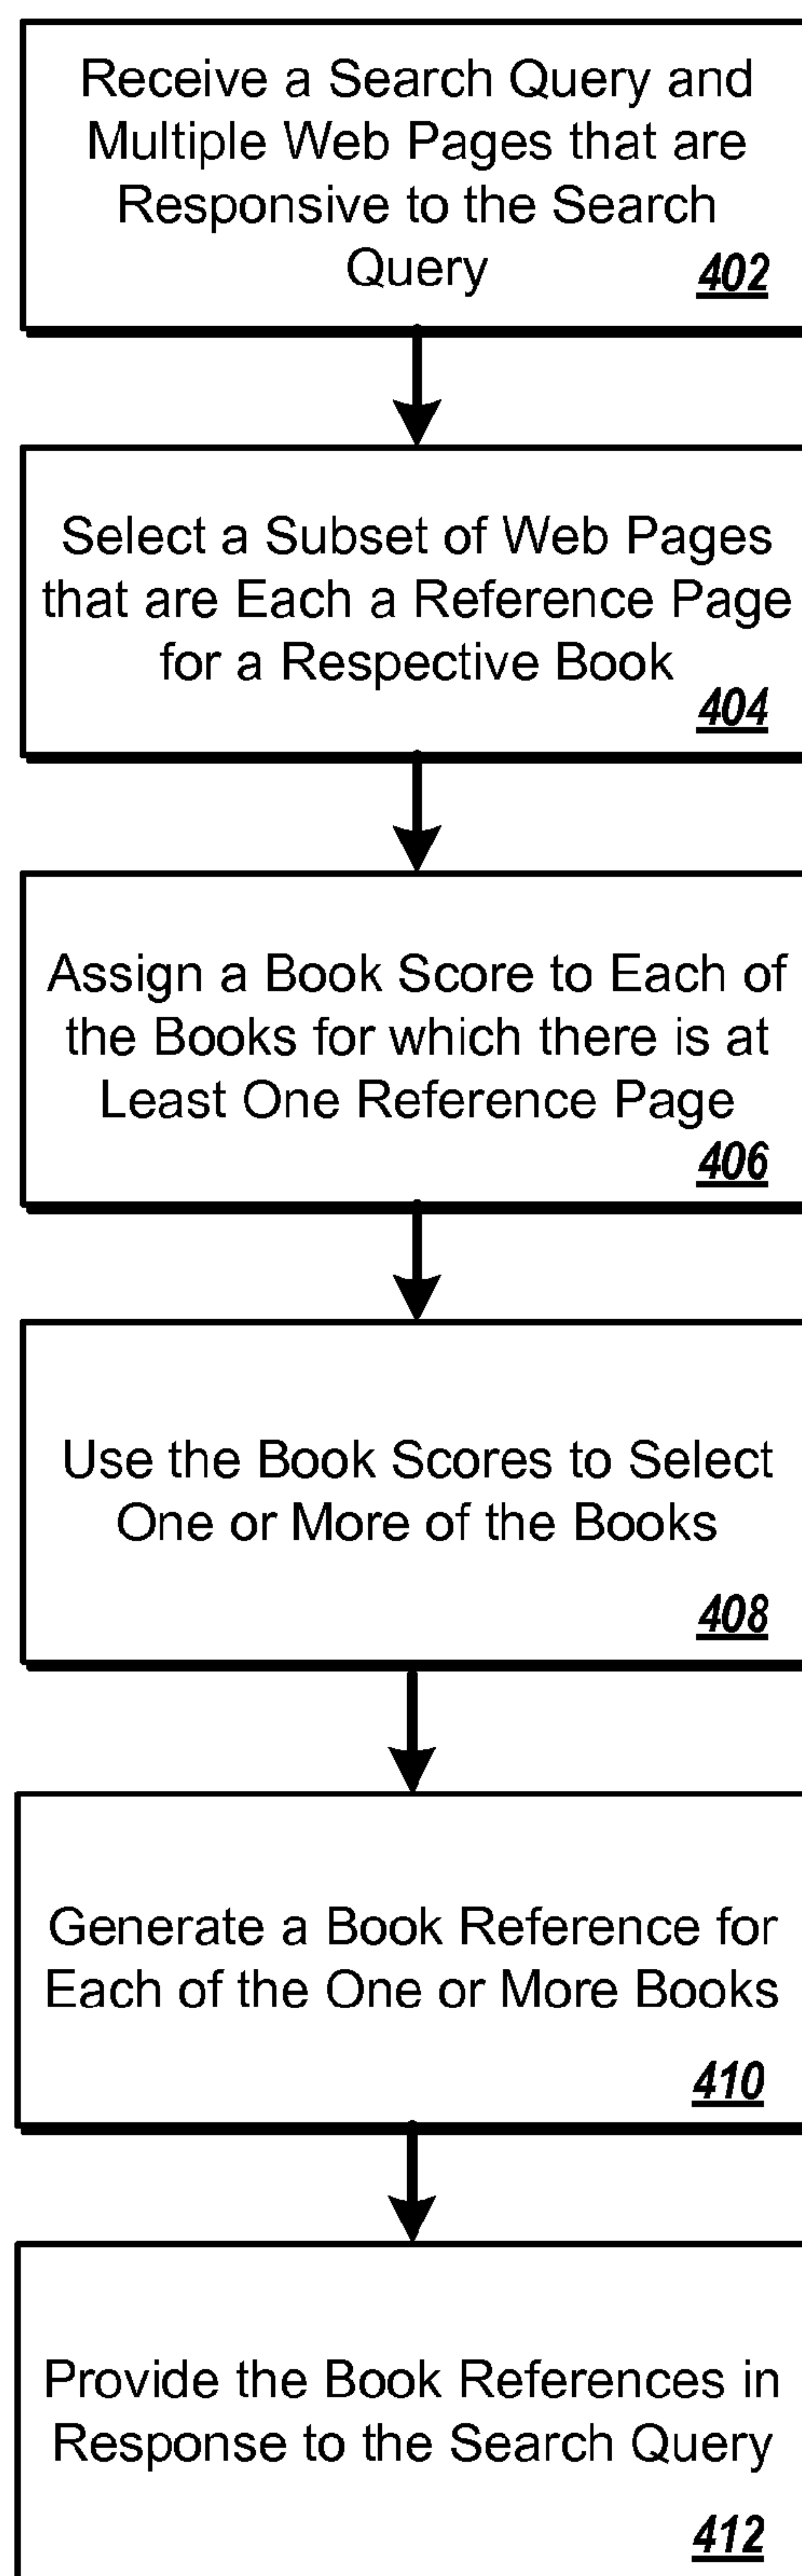 Receive a Search Query and
Multiple Web Pages that are
Responsive to the Search
Query
402
Select a Subset of Web Pages
that are Each a Reference Page
for a Respective Book
404
Assign a Book Score to Each of
the Books for which there is at
Least One Reference Page
406
Use the Book Scores to Select
One or More of the Books
408
Generate a Book Reference for
Each of the One or More Books
410
Provide the Book References in
Response to the Search Query
412